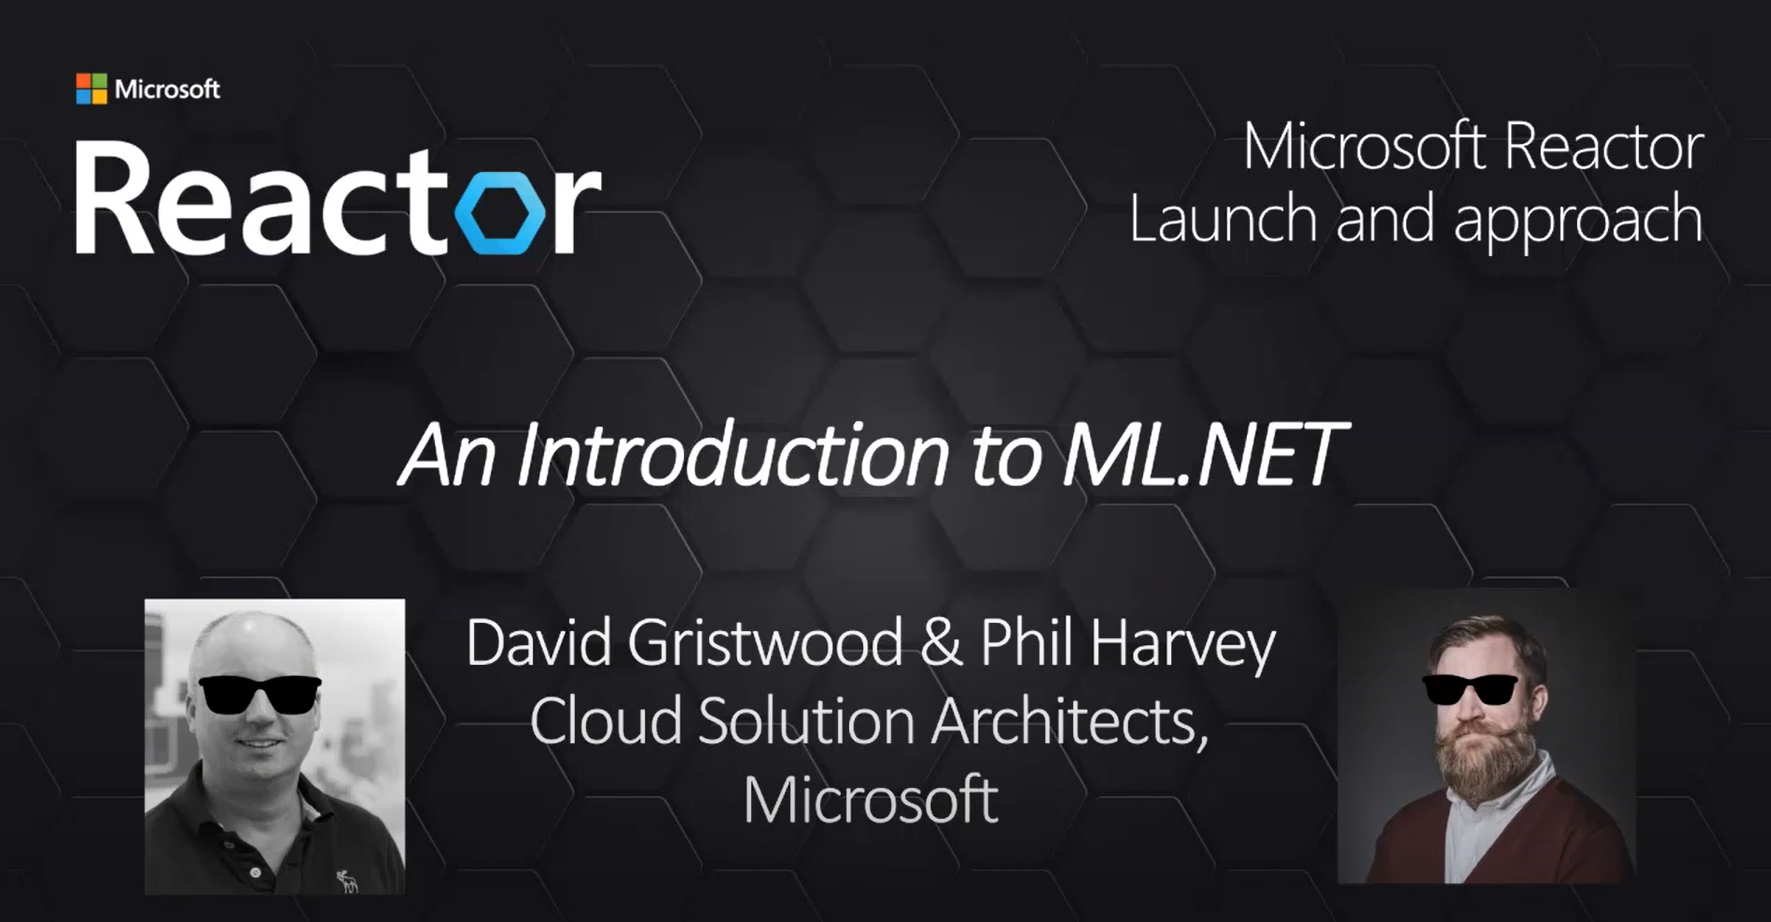 Microsoft
Reactor
Microsoft Reactor
Launch and approach
An Introduction to ML.NET
David Gristwood & Phil Harvey
Cloud Solution Architects,
Microsoft